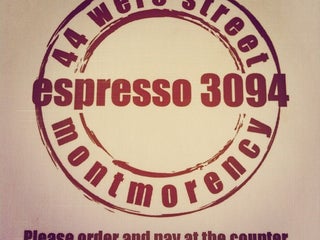 44 were street
espresso 3094
montmorency
Please order and pay at the counter